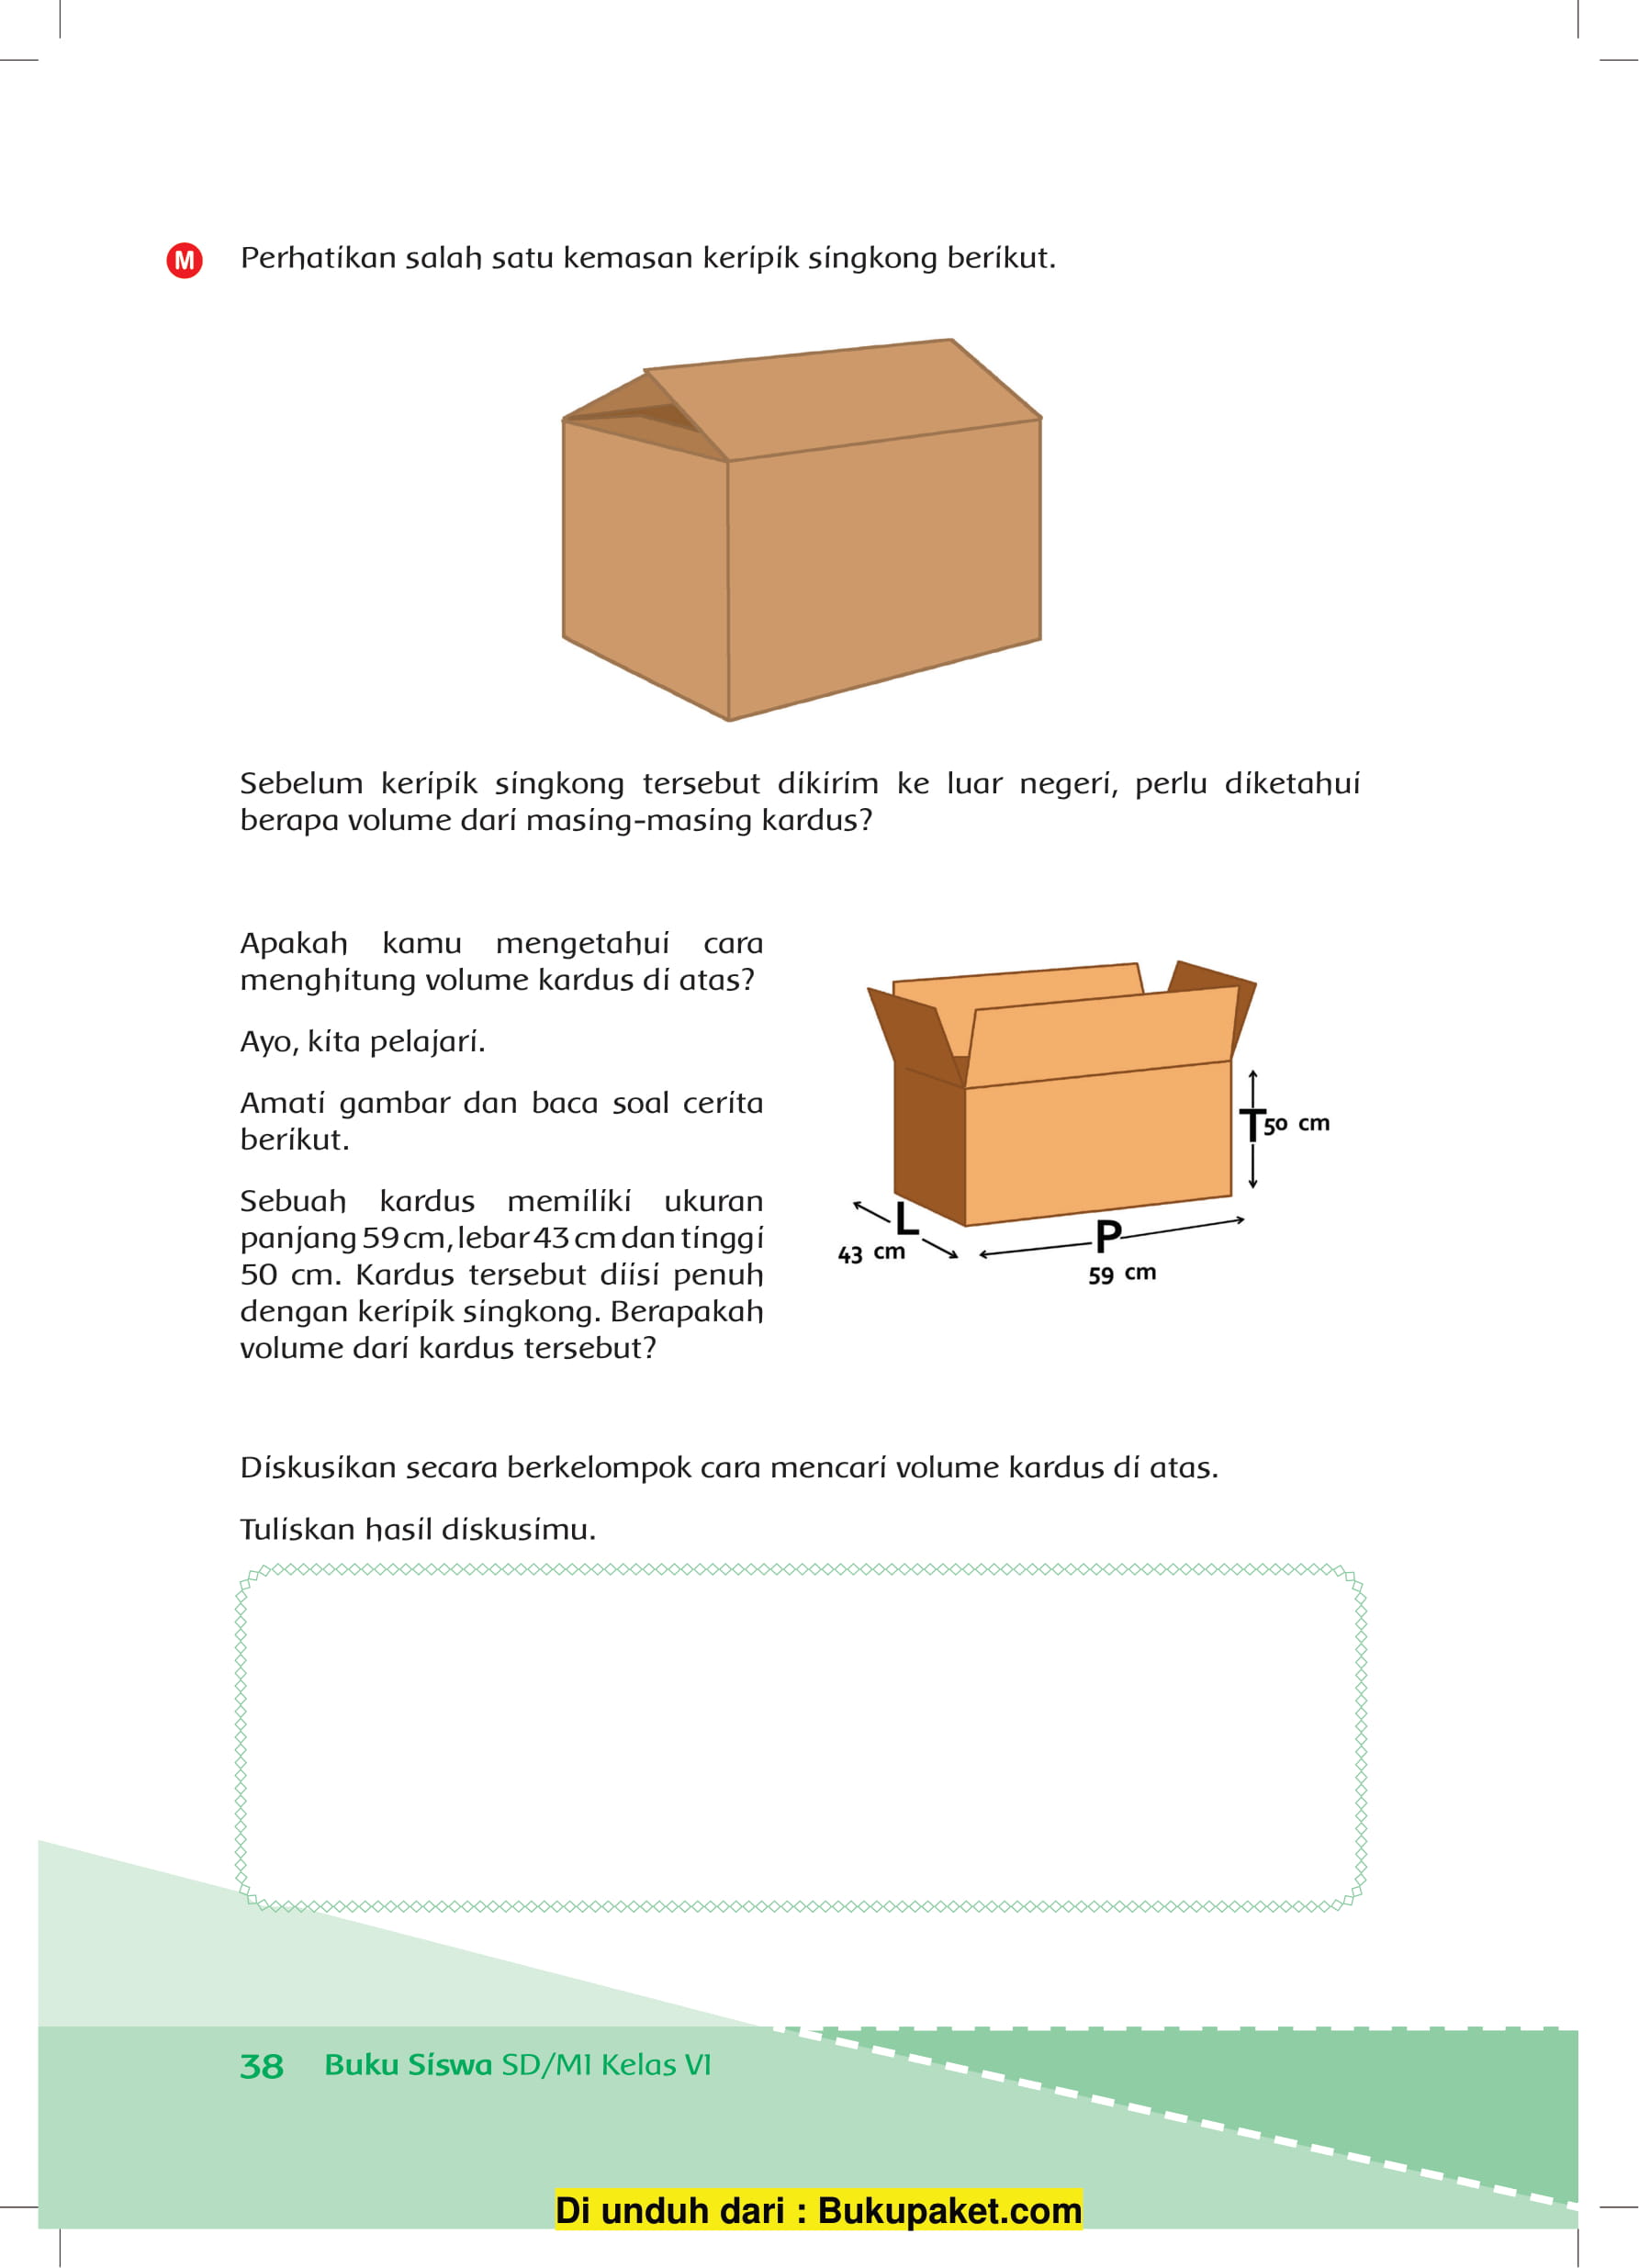 M Perhatikan salah satu kemasan keripik singkong berikut.
Sebelum keripik singkong tersebut dikirim ke luar negeri, perlu diketahui
berapa volume dari masing-masing kardus?
Apakah kamu mengetahui cara
menghitung volume kardus di atas?
Ayo, kita pelajari.
Amati gambar dan baca soal cerita
berikut.
Sebuah kardus memiliki ukuran
panjang 59 cm, lebar 43 cm dan tinggi
50 cm. Kardus tersebut diisi penuh
dengan keripik singkong. Berapakah
volume dari kardus tersebut?
T 50 cm
L
43 cm
P
59 cm
Diskusikan secara berkelompok cara mencari volume kardus di atas.
Tuliskan hasil diskusimu.
38 Buku Siswa SD/MI Kelas VI
Di unduh dari : Bukupaket.com